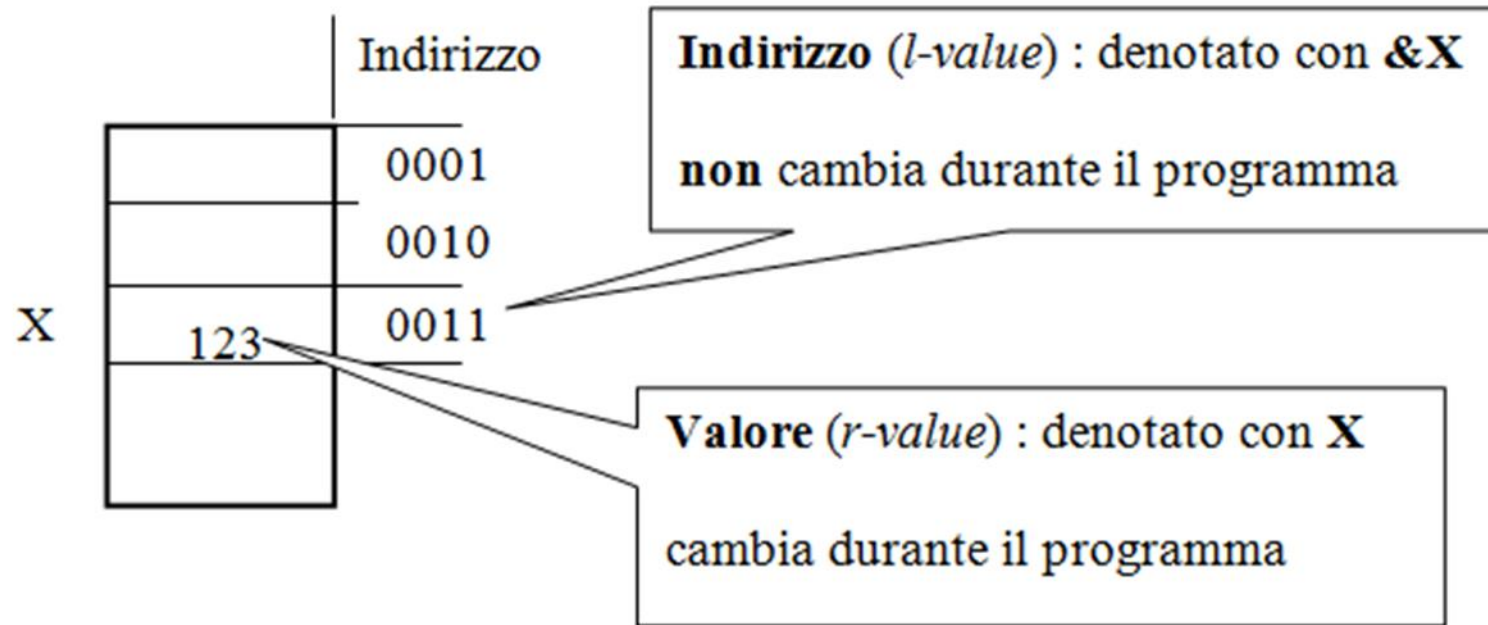 Indirizzo
0001
0010
X
0011
123
Indirizzo (l-value) : denotato con &X
non cambia durante il programma
Valore (r-value) : denotato con X
cambia durante il programma